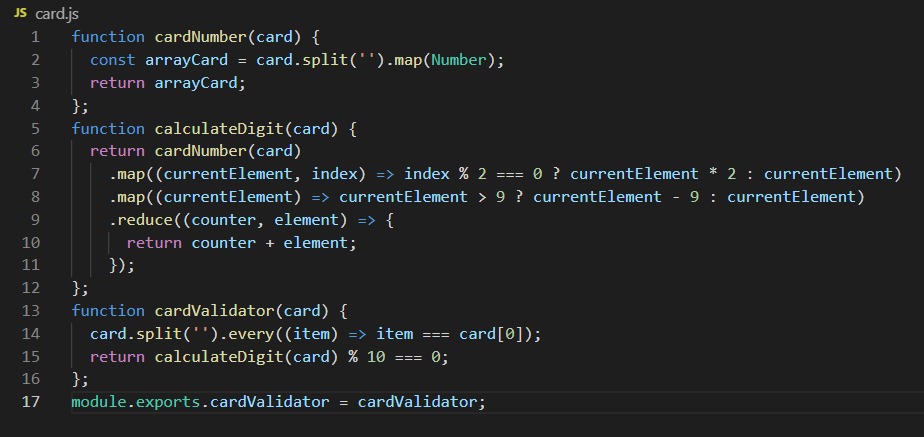 JS card.js
1 function cardNumber(card) {
2   const arrayCard = card.split('').map(Number);
3   return arrayCard;
4 };
5 function calculateDigit(card) {
6   return cardNumber(card)
7     .map((currentElement, index) => index % 2 === 0 ? currentElement * 2 : currentElement)
8     .map((currentElement) => currentElement > 9 ? currentElement - 9 : currentElement)
9     .reduce((counter, element) => {
10       return counter + element;
11     });
12 };
13 function cardValidator(card) {
14   card.split('').every((item) => item === card[0]);
15   return calculateDigit(card) % 10 === 0;
16 };
17 module.exports.cardValidator = cardValidator;